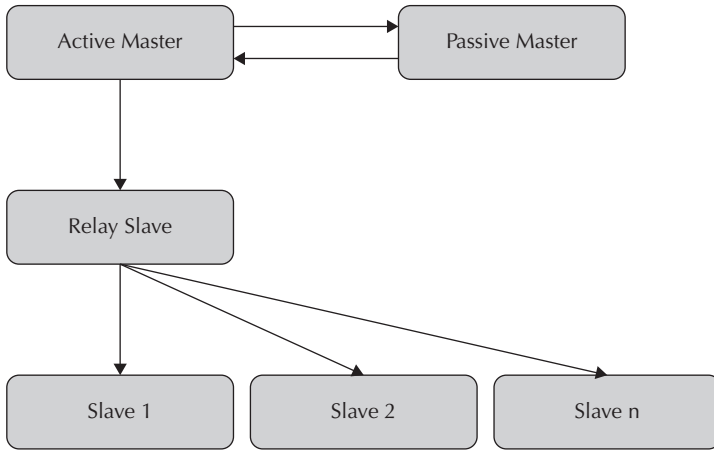 Active Master
Passive Master
Relay Slave
Slave 1
Slave 2
Slave n